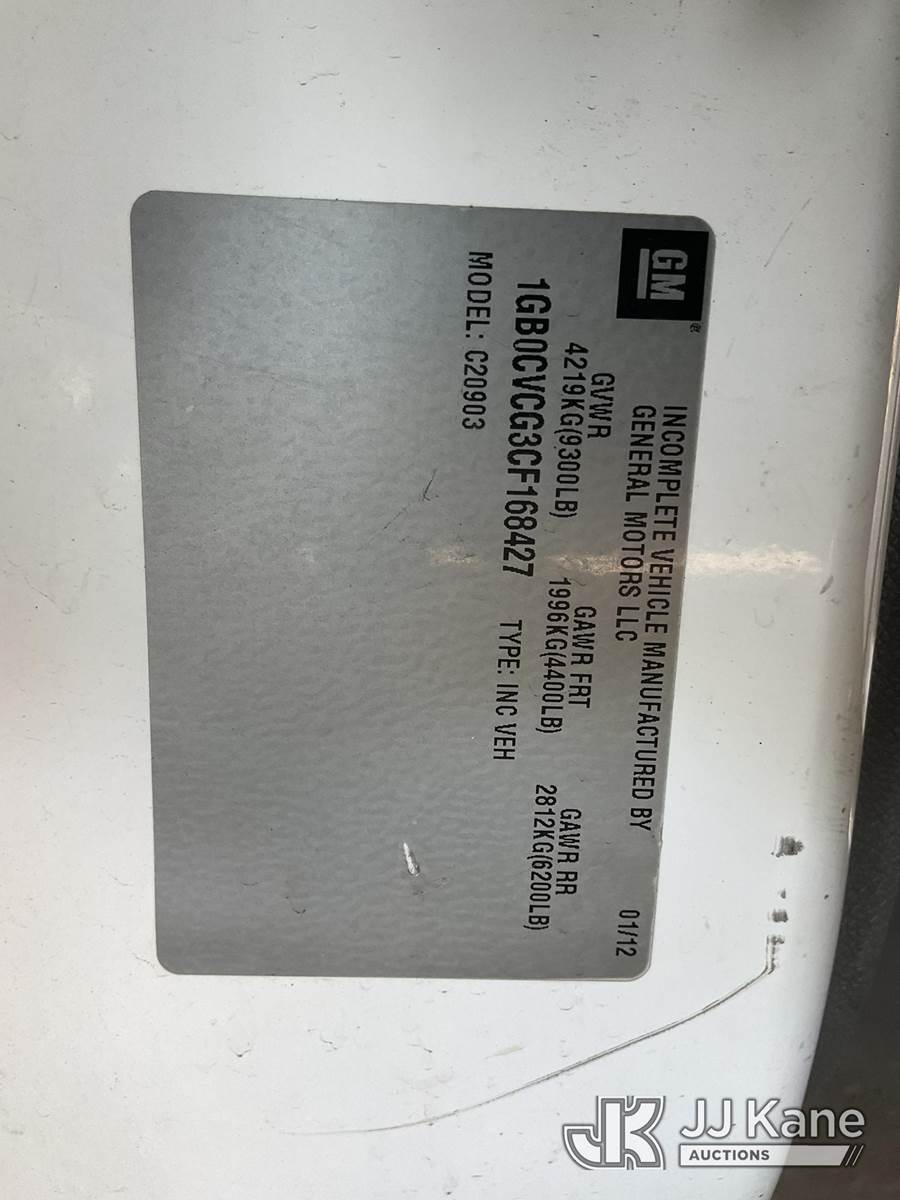 GM®
INCOMPLETE VEHICLE MANUFACTURED BY
GENERAL MOTORS LLC
01/12
GVWR GAWR FRT GAWR RR
4219KG(9300LB) 1996KG(4400LB) 2812KG(6200LB)
1GB0CVCG3CF168427 TYPE: INC VEH
MODEL: C20903
JK JJ Kane
AUCTIONS